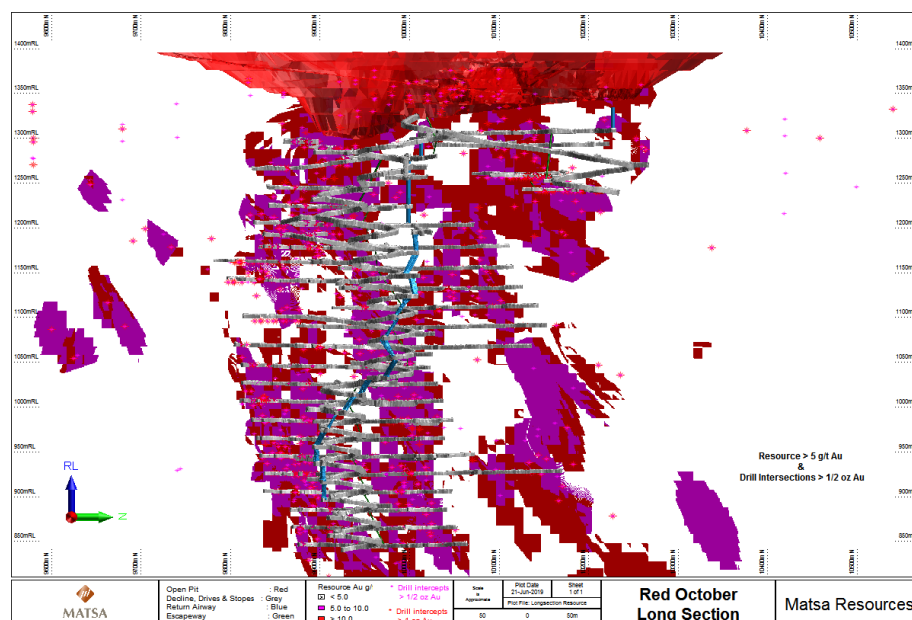 1400mRL
1350mRL
1300mRL
1250mRL
1200mRL
1150mRL
1100mRL
1050mRL
1000mRL
950mRL
900mRL
850mRL
RL
N
Resource > 5 g/t Au
&
Drill Intersections > 1/2 oz Au
MATSA
Open Pit : Red
Decline, Drives & Stopes : Grey
Return Airway : Blue
Escapeway : Green
Resource Au g/
< 5.0
5.0 to 10.0
> 10.0
* Drill intercepts
> 1/2 oz Au
* Drill intercepts
Scale
is
Approximate
Plot Date
21-Jun-2019
Sheet
1 of 1
Plot File: Longsection Resource
50 0 50m
Red October
Long Section
Matsa Resources